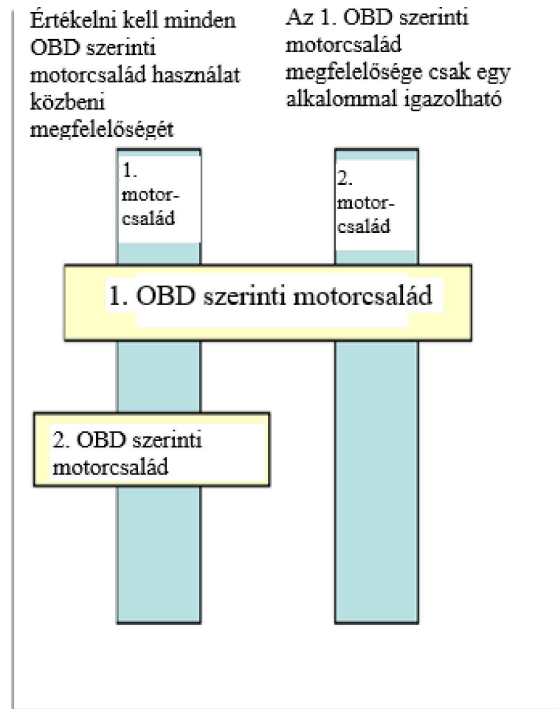 Értékelni kell minden
OBD szerinti
motorcsalád használat
közbeni
megfelelőségét
Az 1. OBD szerinti
motorcsalád
megfelelősége csak egy
alkalommal igazolható
1.
motor-
család
2.
motor-
család
1. OBD szerinti motorcsalád
2. OBD szerinti
motorcsalád